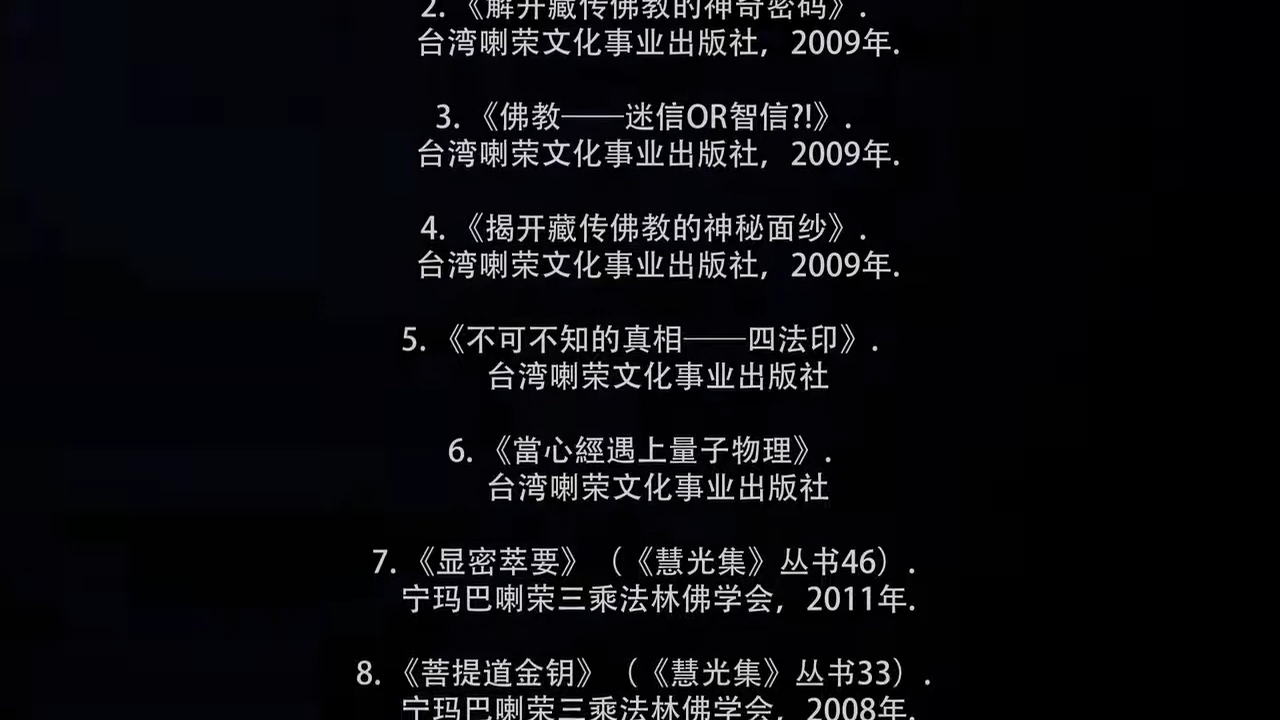 2. 《解开藏传佛教的神奇密码》.
台湾喇荣文化事业出版社，2009年.
3. 《佛教——迷信OR智信?!》.
台湾喇荣文化事业出版社，2009年.
4. 《揭开藏传佛教的神秘面纱》.
台湾喇荣文化事业出版社，2009年.
5. 《不可不知的真相——四法印》.
台湾喇荣文化事业出版社
6. 《當心經遇上量子物理》.
台湾喇荣文化事业出版社
7. 《显密萃要》（《慧光集》丛书46）.
宁玛巴喇荣三乘法林佛学会，2011年.
8. 《菩提道金钥》（《慧光集》丛书33）.
宁玛巴喇荣三乘法林佛学会，2008年.